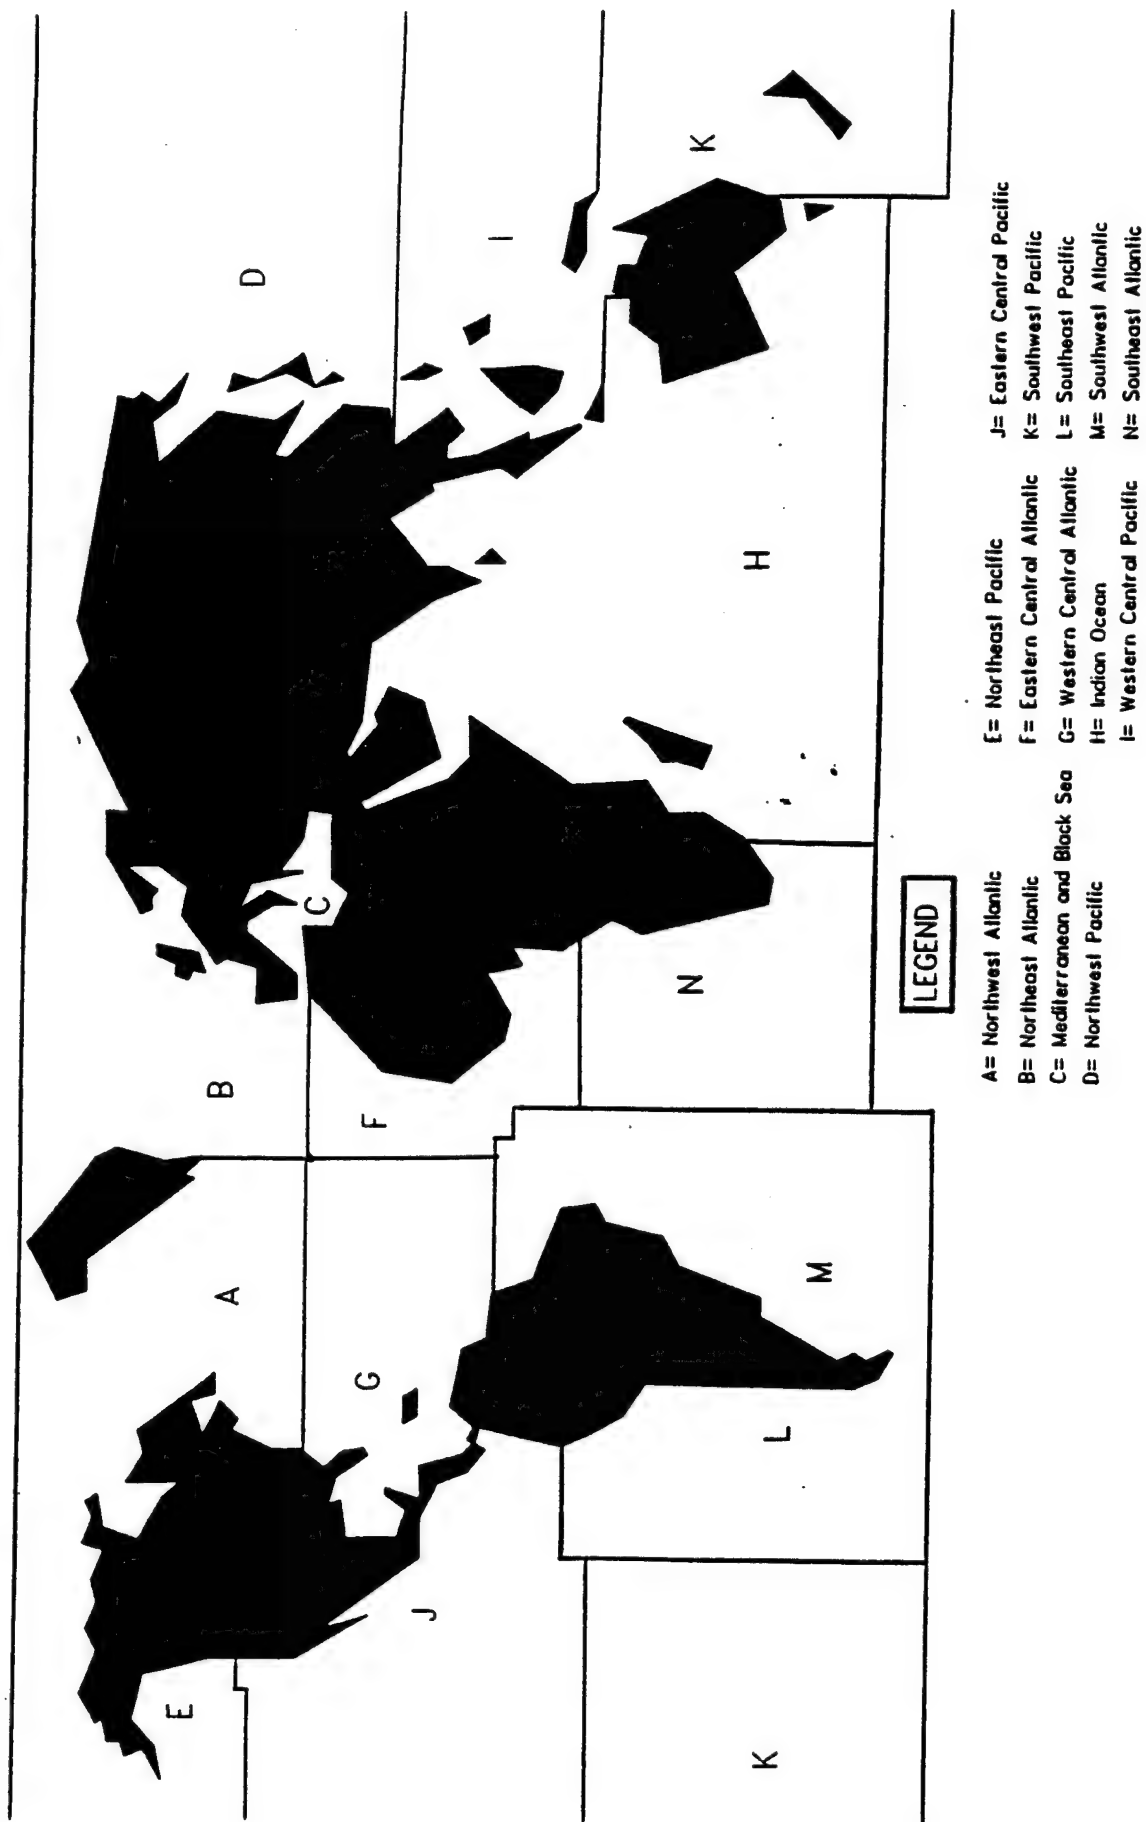 E
J
K
A
G
L
M
B
F
N
C
H
D
I
K
LEGEND
A= Northwest Atlantic
B= Northeast Atlantic
C= Mediterranean and Black Sea
D= Northwest Pacific
E= Northeast Pacific
F= Eastern Central Atlantic
G= Western Central Atlantic
H= Indian Ocean
I= Western Central Pacific
J= Eastern Central Pacific
K= Southwest Pacific
L= Southeast Pacific
M= Southwest Atlantic
N= Southeast Atlantic